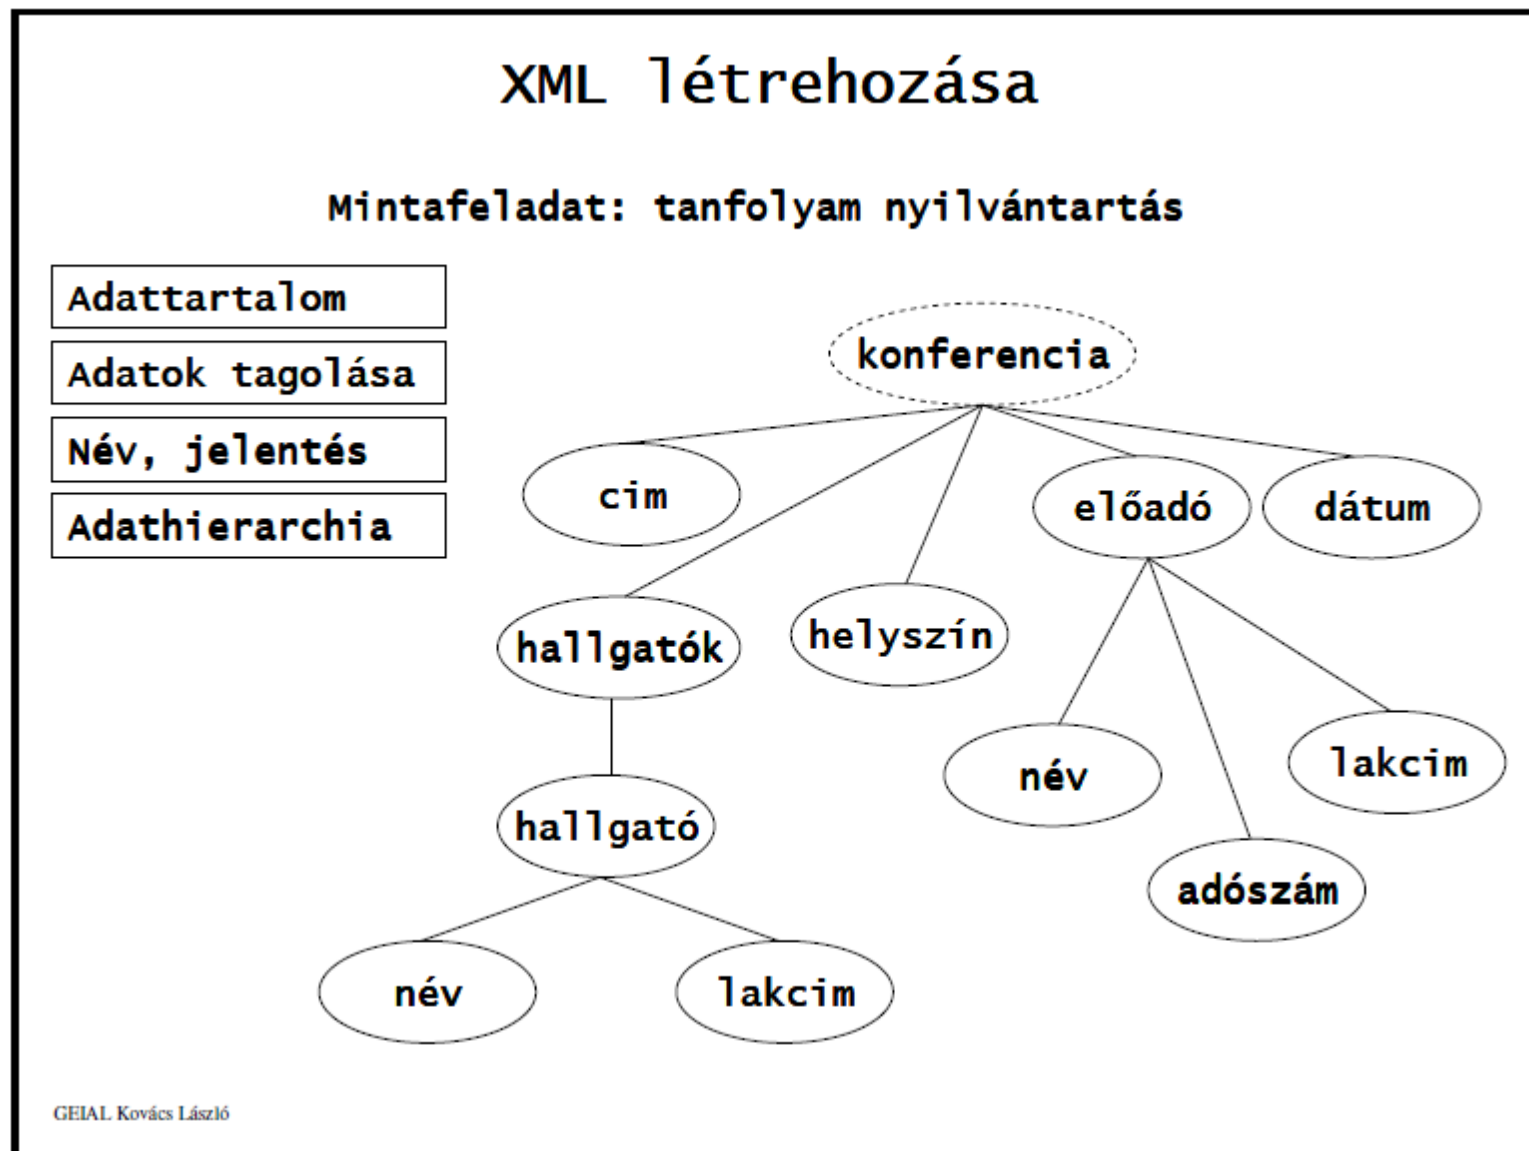 XML létrehozása
Mintafeladat: tanfolyam nyilvántartás
Adattartalom
Adatok tagolása
Név, jelentés
Adathierarchia
konferencia
cim
előadó
dátum
hallgatók
helyszín
név
lakcim
hallgató
adószám
név
lakcim
GEIAL Kovács László